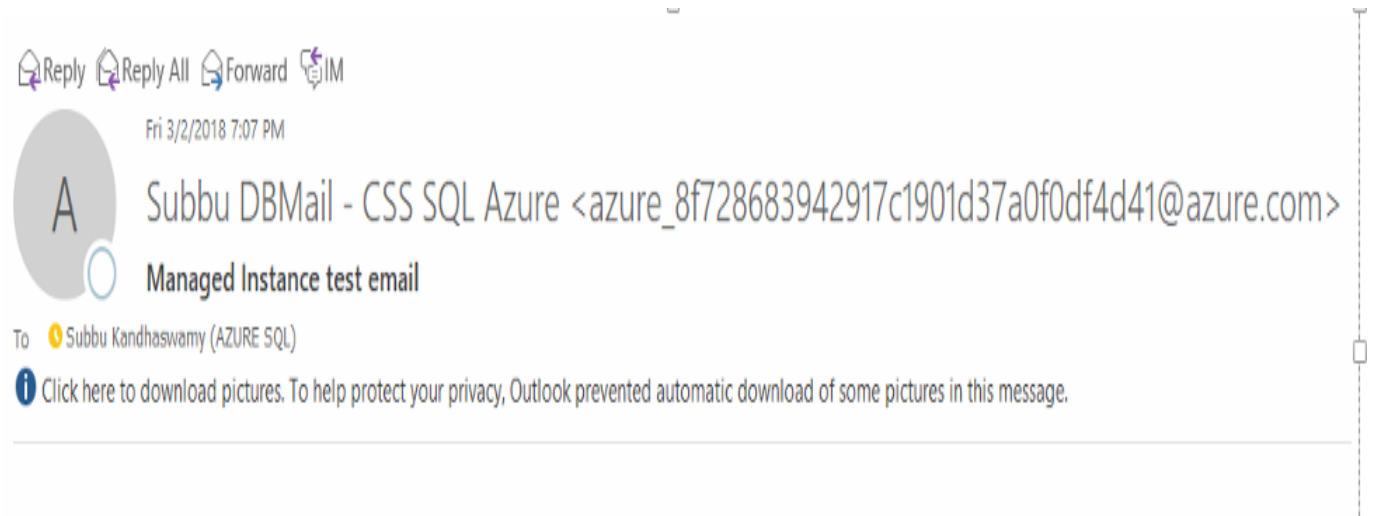 Reply Reply All Forward IM
Fri 3/2/2018 7:07 PM
A
Subbu DBMail - CSS SQL Azure <azure_8f728683942917c1901d37a0f0df4d41@azure.com>
Managed Instance test email
To Subbu Kandhaswamy (AZURE SQL)
Click here to download pictures. To help protect your privacy, Outlook prevented automatic download of some pictures in this message.